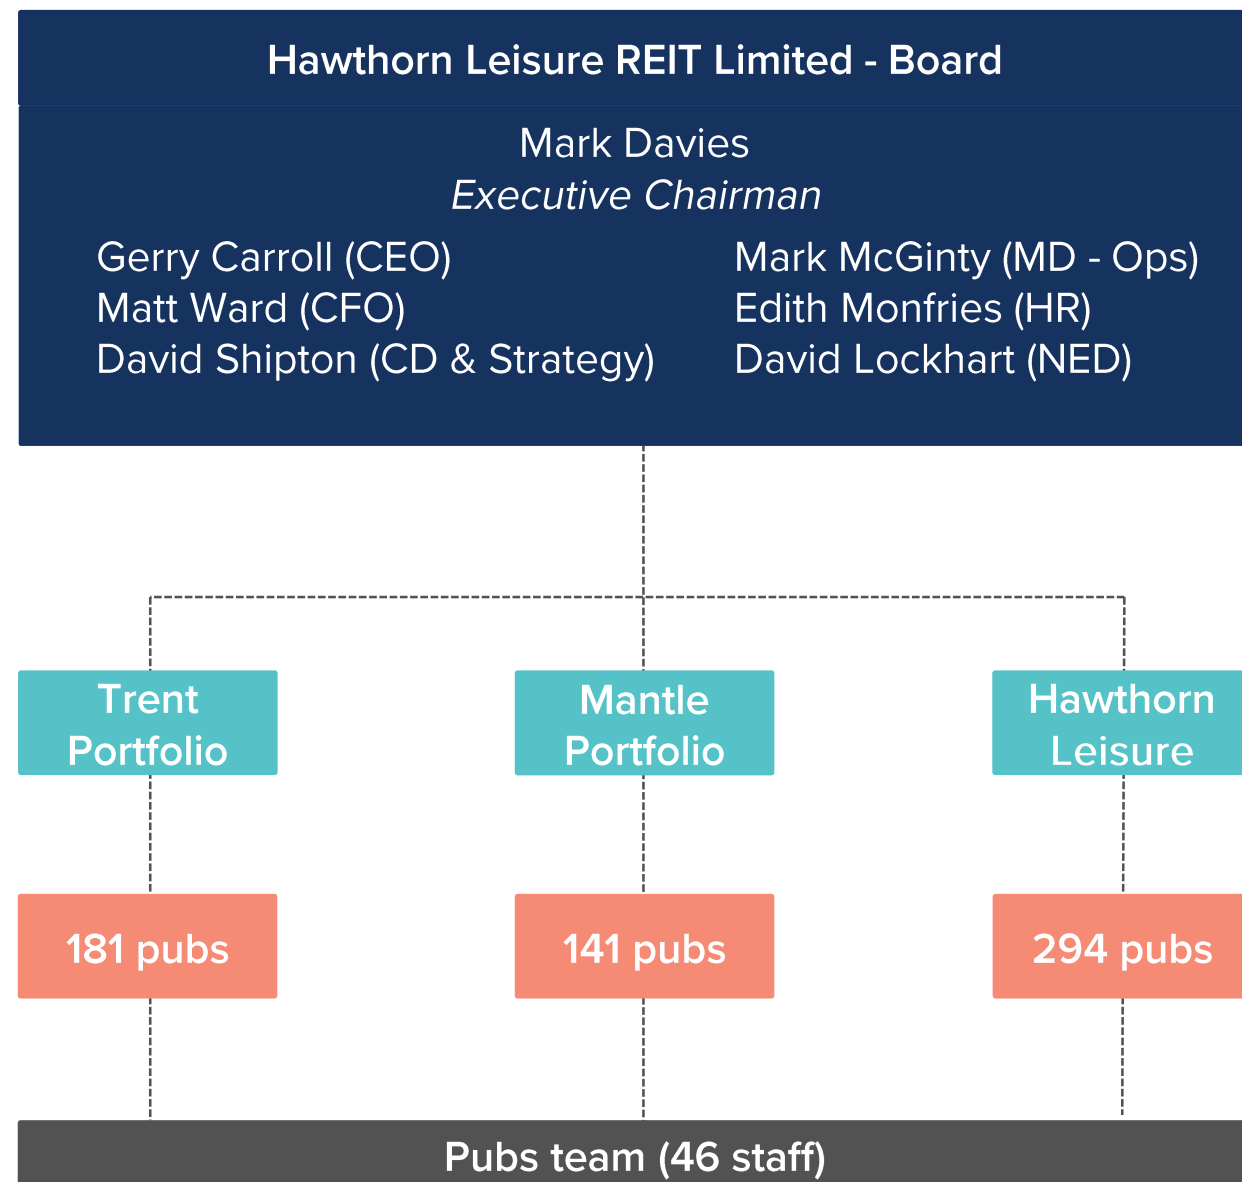 Hawthorn Leisure REIT Limited - Board
Mark Davies
Executive Chairman
Gerry Carroll (CEO)
Matt Ward (CFO)
David Shipton (CD & Strategy)
Mark McGinty (MD - Ops)
Edith Monfries (HR)
David Lockhart (NED)
Trent
Portfolio
Mantle
Portfolio
Hawthorn
Leisure
181 pubs
141 pubs
294 pubs
Pubs team (46 staff)